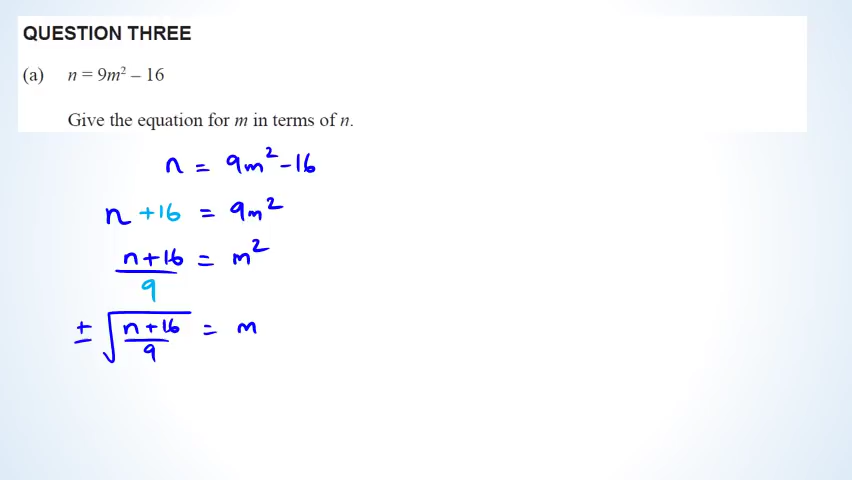 QUESTION THREE
(a) n = 9m² – 16
Give the equation for m in terms of n.
n = 9m² - 16
n + 16 = 9m²
n + 16 / 9 = m²
± √(n + 16 / 9) = m